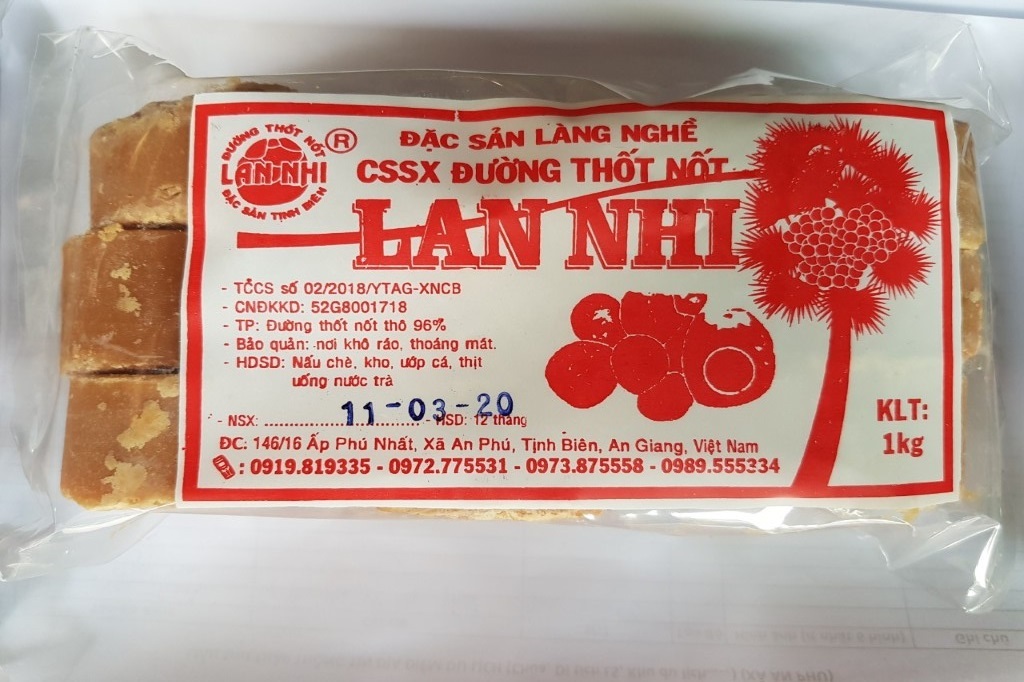 ĐƯỜNG THỐT NỐT
LAN NHI
ĐẶC SẢN TỊNH BIÊN
®
ĐẶC SẢN LÀNG NGHỀ
CSSX ĐƯỜNG THỐT NỐT
LAN NHI
- TCCS số 02/2018/YTAG-XNCB
- CNĐKKD: 52G8001718
- TP: Đường thốt nốt thô 96%
- Bảo quản: nơi khô ráo, thoáng mát.
- HDSD: Nấu chè, kho, ướp cá, thịt
uống nước trà
- NSX: 11-03-20 - HSD: 12 tháng
ĐC: 146/16 Ấp Phú Nhất, Xã An Phú, Tịnh Biên, An Giang, Việt Nam
: 0919.819335 - 0972.775531 - 0973.875558 - 0989.555334
KLT:
1kg